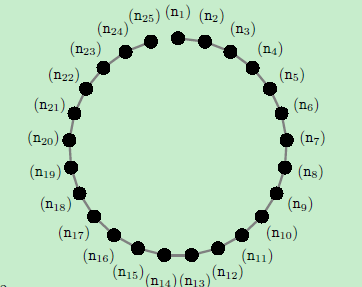 (n₁)
(n₂)
(n₃)
(n₄)
(n₅)
(n₆)
(n₇)
(n₈)
(n₉)
(n₁₀)
(n₁₁)
(n₁₂)
(n₁₃)
(n₁₄)
(n₁₅)
(n₁₆)
(n₁₇)
(n₁₈)
(n₁₉)
(n₂₀)
(n₂₁)
(n₂₂)
(n₂₃)
(n₂₄)
(n₂₅)